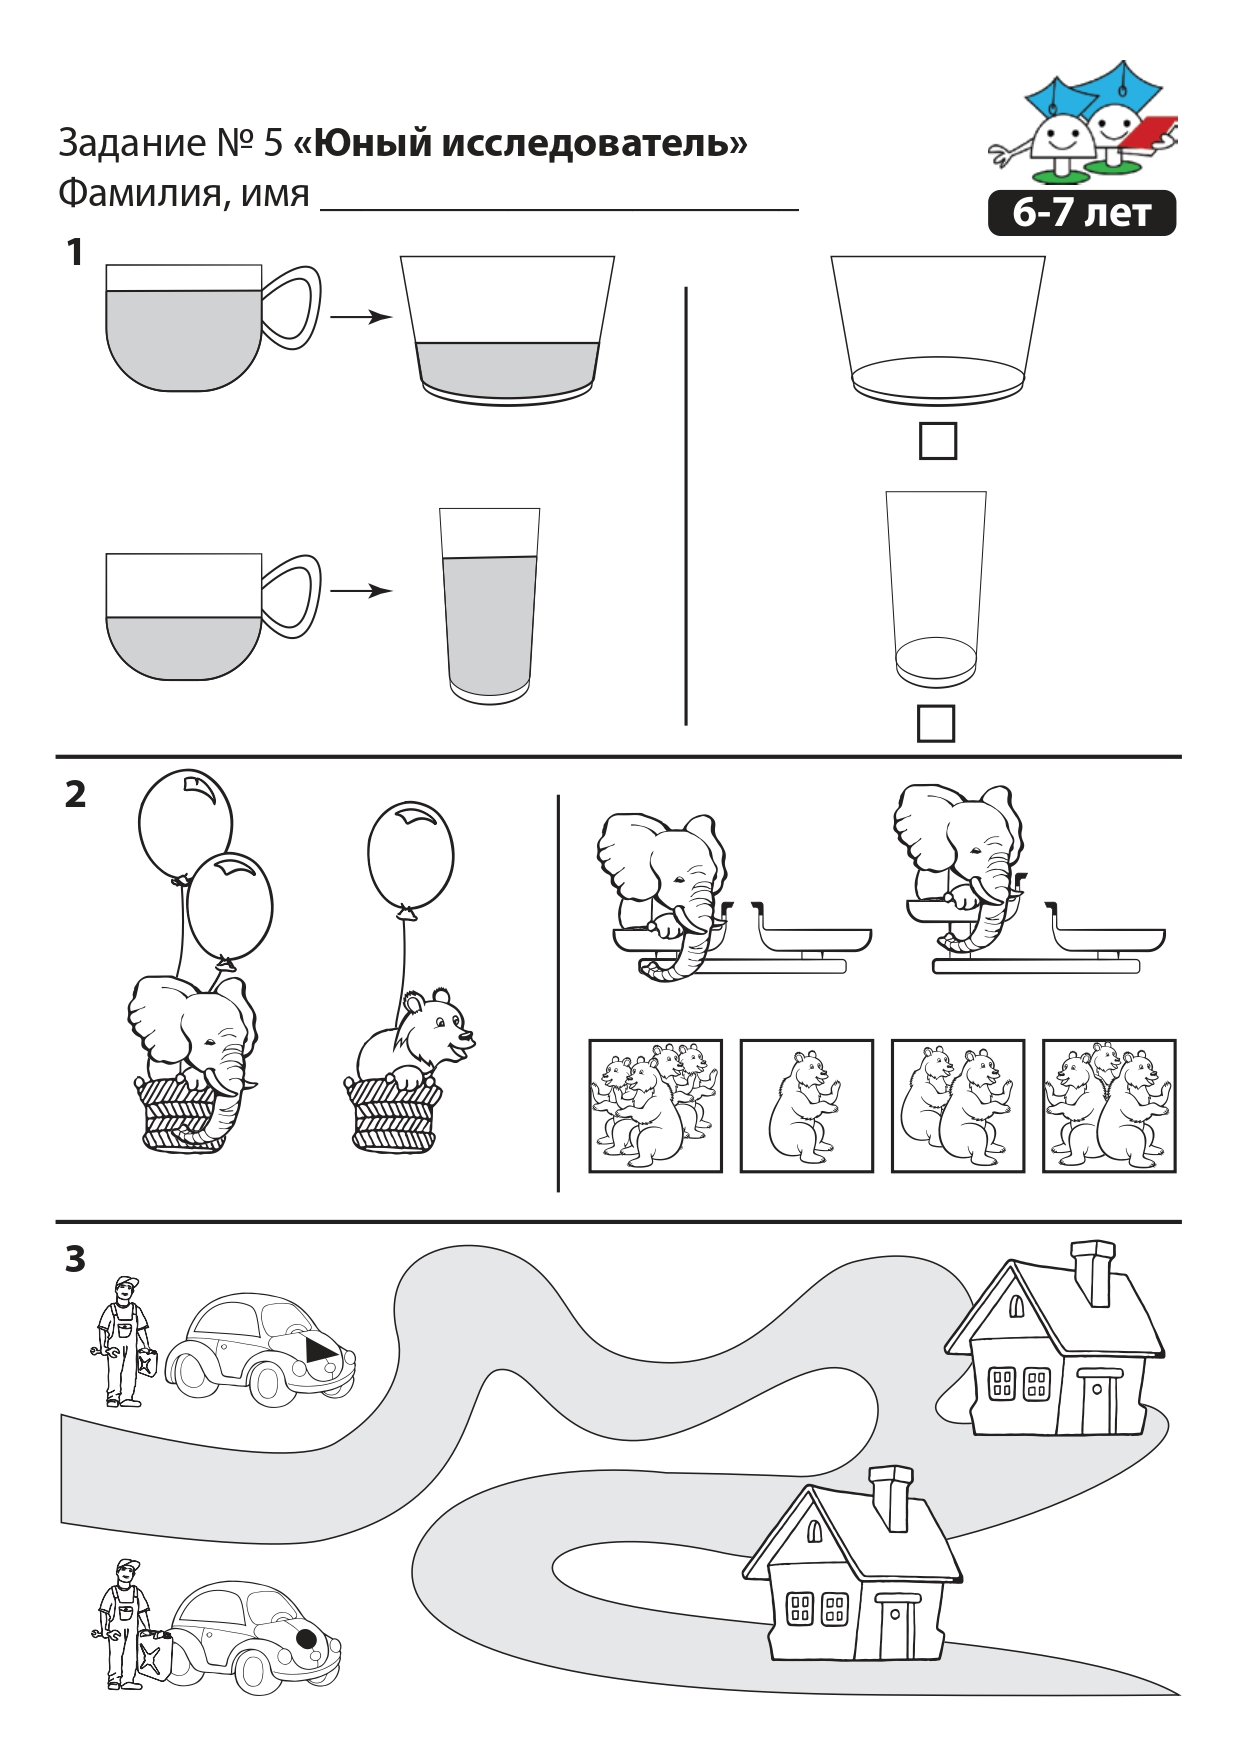 Задание № 5 «Юный исследователь»
Фамилия, имя
6-7 лет
1
2
3